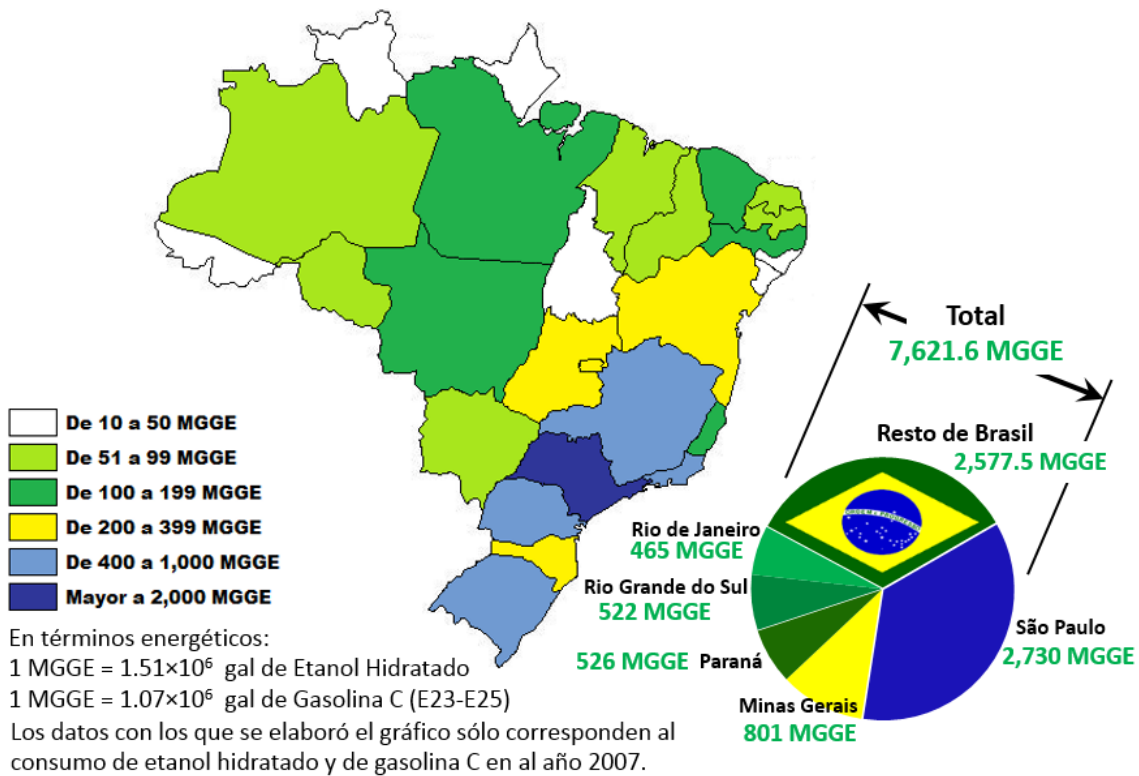 Total
7,621.6 MGGE
De 10 a 50 MGGE
De 51 a 99 MGGE
De 100 a 199 MGGE
De 200 a 399 MGGE
De 400 a 1,000 MGGE
Mayor a 2,000 MGGE
Resto de Brasil
2,577.5 MGGE
ORDEM E PROGRESSO
Rio de Janeiro
465 MGGE
Rio Grande do Sul
522 MGGE
526 MGGE Paraná
São Paulo
2,730 MGGE
Minas Gerais
801 MGGE
En términos energéticos:
1 MGGE = 1.51×10⁶ gal de Etanol Hidratado
1 MGGE = 1.07×10⁶ gal de Gasolina C (E23-E25)
Los datos con los que se elaboró el gráfico sólo corresponden al
consumo de etanol hidratado y de gasolina C en al año 2007.